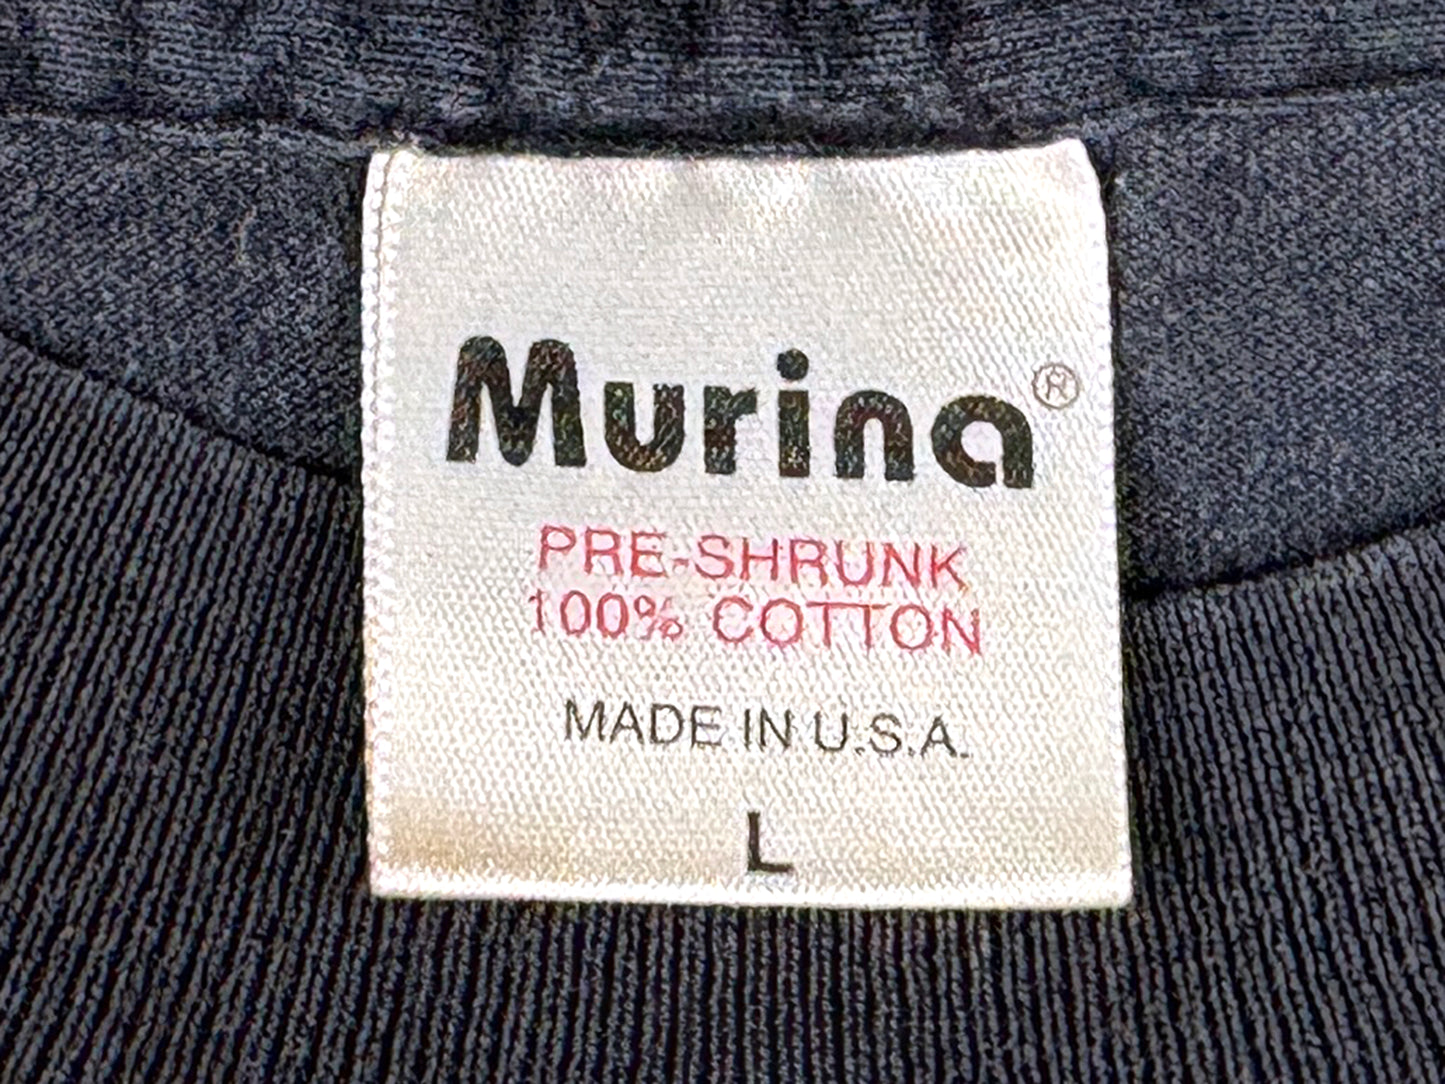 Murina®
PRE-SHRUNK
100% COTTON
MADE IN U.S.A.
L